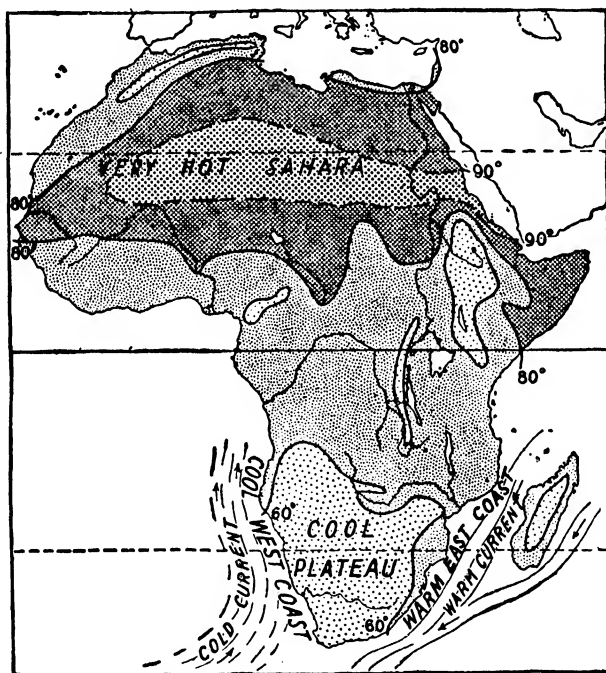 80°
VERY HOT SAHARA
90°
80°
80°
90°
80°
COOL WEST COAST
60°
COOL
PLATEAU
COLD CURRENT
WARM EAST COAST
WARM CURRENT
60°